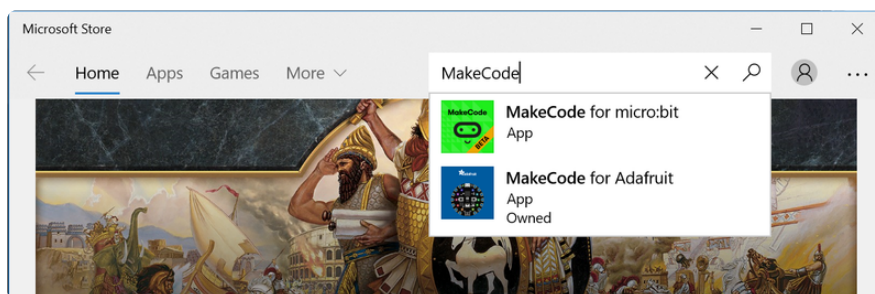 Microsoft Store
Home Apps Games More
MakeCode
MakeCode for micro:bit
App
MakeCode
BETA
MakeCode for Adafruit
App
Owned